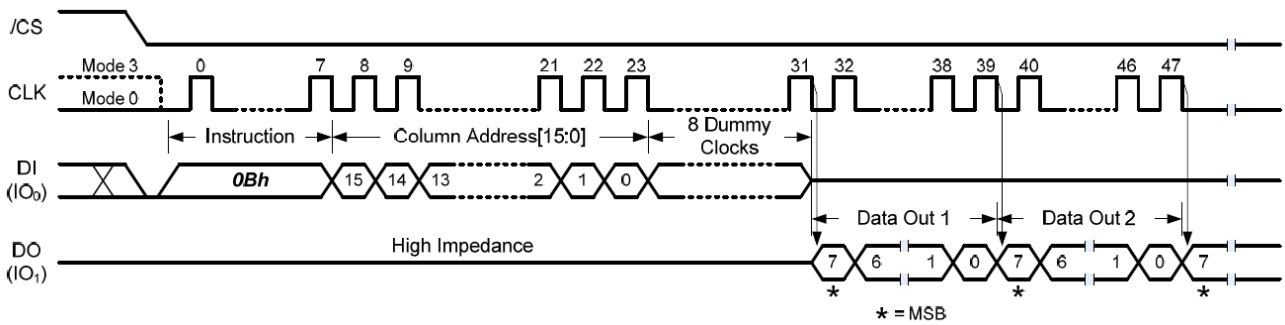 /CS
Mode 3 0 7 8 9 21 22 23 31 32 38 39 40 46 47
CLK
Mode 0
Instruction Column Address[15:0] 8 Dummy Clocks
DI (IO₀)
0Bh 15 14 13 2 1 0
Data Out 1 Data Out 2
DO (IO₁)
High Impedance
7 6 1 0 7 6 1 0 7
* * *
* = MSB